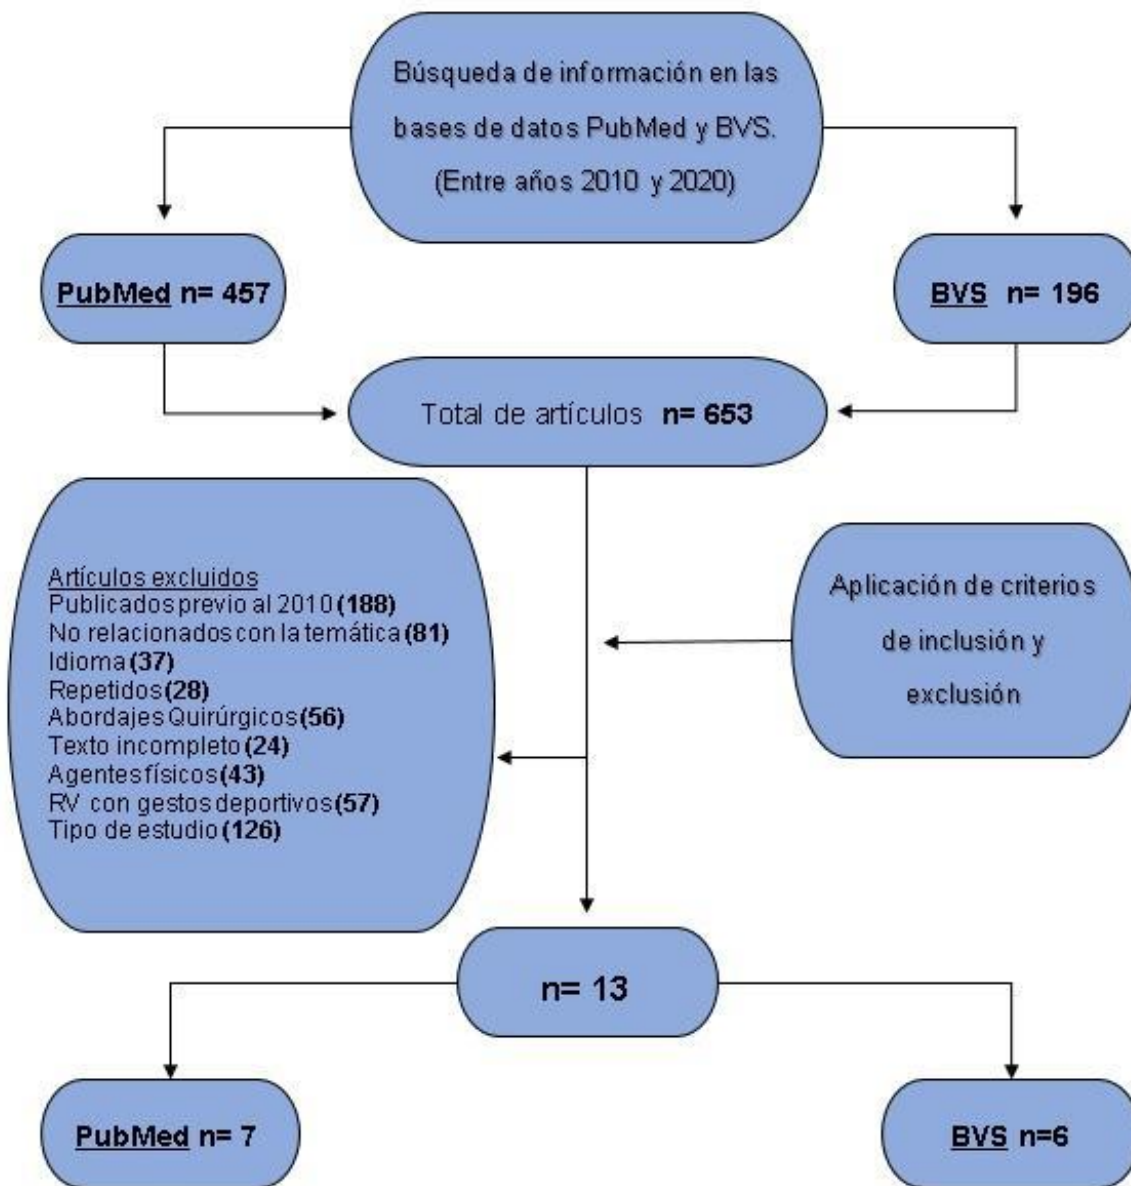 Búsqueda de información en las
bases de datos PubMed y BVS.
(Entre años 2010 y 2020)
PubMed n= 457
BVS n= 196
Total de artículos n= 653
Artículos excluidos
Publicados previo al 2010 (188)
No relacionados con la temática (81)
Idioma (37)
Repetidos (28)
Abordajes Quirúrgicos (56)
Texto incompleto (24)
Agentes físicos (43)
RV con gestos deportivos (57)
Tipo de estudio (126)
Aplicación de criterios
de inclusión y
exclusión
n= 13
PubMed n= 7
BVS n=6